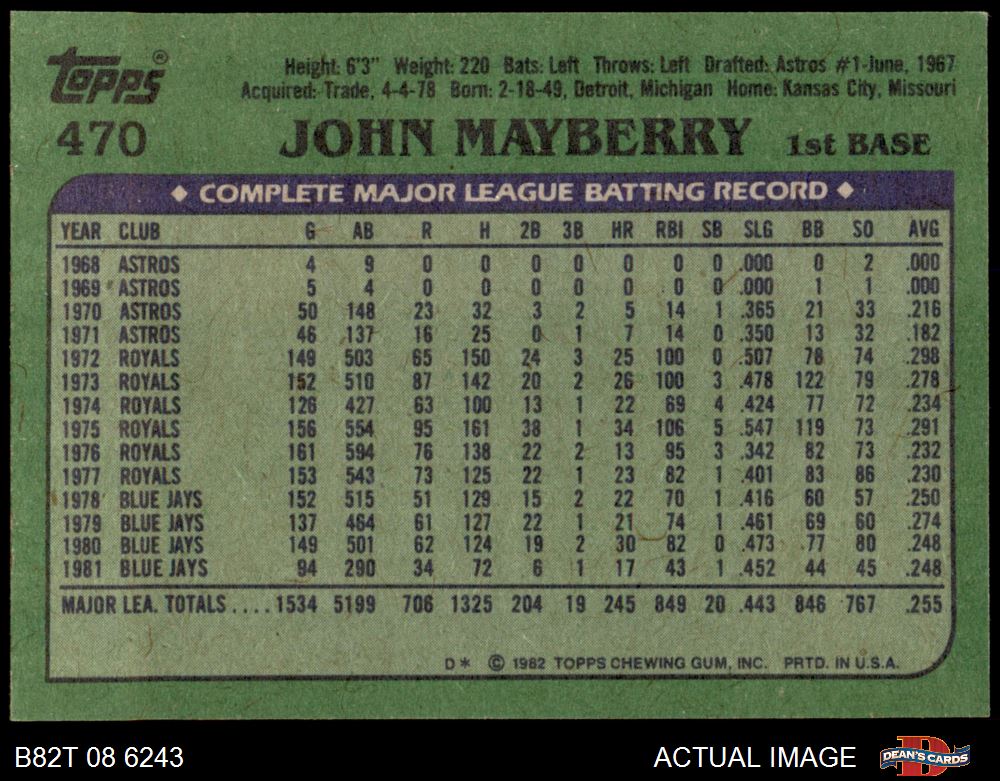 Topps®
Height: 6'3" Weight: 220 Bats: Left Throws: Left Drafted: Astros #1-June, 1967
Acquired: Trade, 4-4-78 Born: 2-18-49, Detroit, Michigan Home: Kansas City, Missouri
470 JOHN MAYBERRY 1st BASE
◆ COMPLETE MAJOR LEAGUE BATTING RECORD ◆
YEAR CLUB G AB R H 2B 3B HR RBI SB SLG BB SO AVG
1968 ASTROS 4 9 0 0 0 0 0 0 0 .000 0 2 .000
1969 ASTROS 5 4 0 0 0 0 0 0 0 .000 1 1 .000
1970 ASTROS 50 148 23 32 3 2 5 14 1 .365 21 33 .216
1971 ASTROS 46 137 16 25 0 1 7 14 0 .350 13 32 .182
1972 ROYALS 149 503 65 150 24 3 25 100 0 .507 78 74 .298
1973 ROYALS 152 510 87 142 20 2 26 100 3 .478 122 79 .278
1974 ROYALS 126 427 63 100 13 1 22 69 4 .424 77 72 .234
1975 ROYALS 156 554 95 161 38 1 34 106 5 .547 119 73 .291
1976 ROYALS 161 594 76 138 22 2 13 95 3 .342 82 73 .232
1977 ROYALS 153 543 73 125 22 1 23 82 1 .401 83 86 .230
1978 BLUE JAYS 152 515 51 129 15 2 22 70 1 .416 60 57 .250
1979 BLUE JAYS 137 464 61 127 22 1 21 74 1 .461 69 60 .274
1980 BLUE JAYS 149 501 62 124 19 2 30 82 0 .473 77 80 .248
1981 BLUE JAYS 94 290 34 72 6 1 17 43 1 .452 44 45 .248
MAJOR LEA. TOTALS .... 1534 5199 706 1325 204 19 245 849 20 .443 846 767 .255
D* © 1982 TOPPS CHEWING GUM, INC. PRTD. IN U.S.A.
B82T 08 6243 ACTUAL IMAGE DEAN'S CARDS